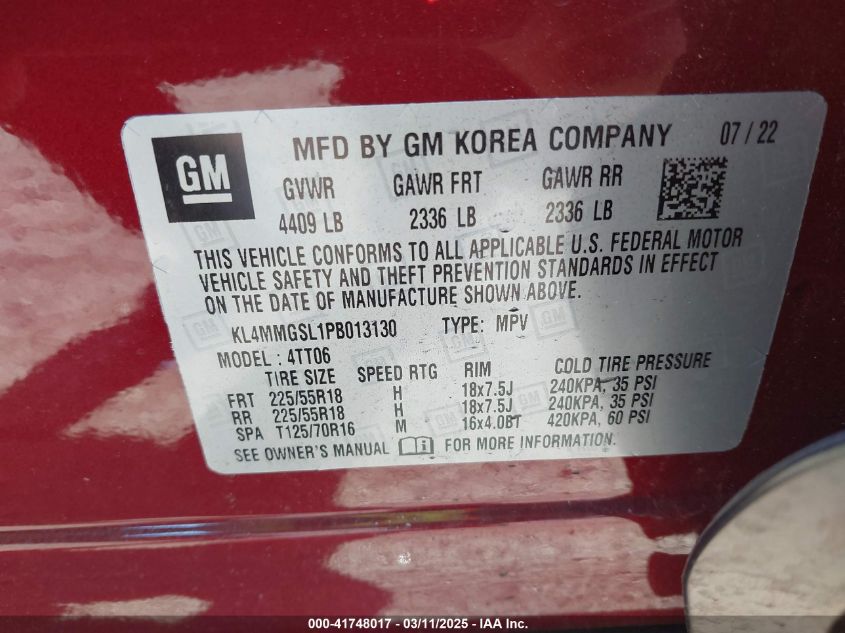 GM
MFD BY GM KOREA COMPANY 07 / 22
GVWR GAWR FRT GAWR RR
4409 LB 2336 LB 2336 LB
THIS VEHICLE CONFORMS TO ALL APPLICABLE U.S. FEDERAL MOTOR
VEHICLE SAFETY AND THEFT PREVENTION STANDARDS IN EFFECT
ON THE DATE OF MANUFACTURE SHOWN ABOVE.
KL4MMGSL1PB013130 TYPE: MPV
MODEL : 4TT06
TIRE SIZE SPEED RTG RIM COLD TIRE PRESSURE
FRT 225/55R18 H 18x7.5J 240KPA, 35 PSI
RR 225/55R18 H 18x7.5J 240KPA, 35 PSI
SPA T125/70R16 M 16x4.0BT 420KPA, 60 PSI
SEE OWNER'S MANUAL FOR MORE INFORMATION.
000-41748017 — 03/11/2025 - IAA Inc.